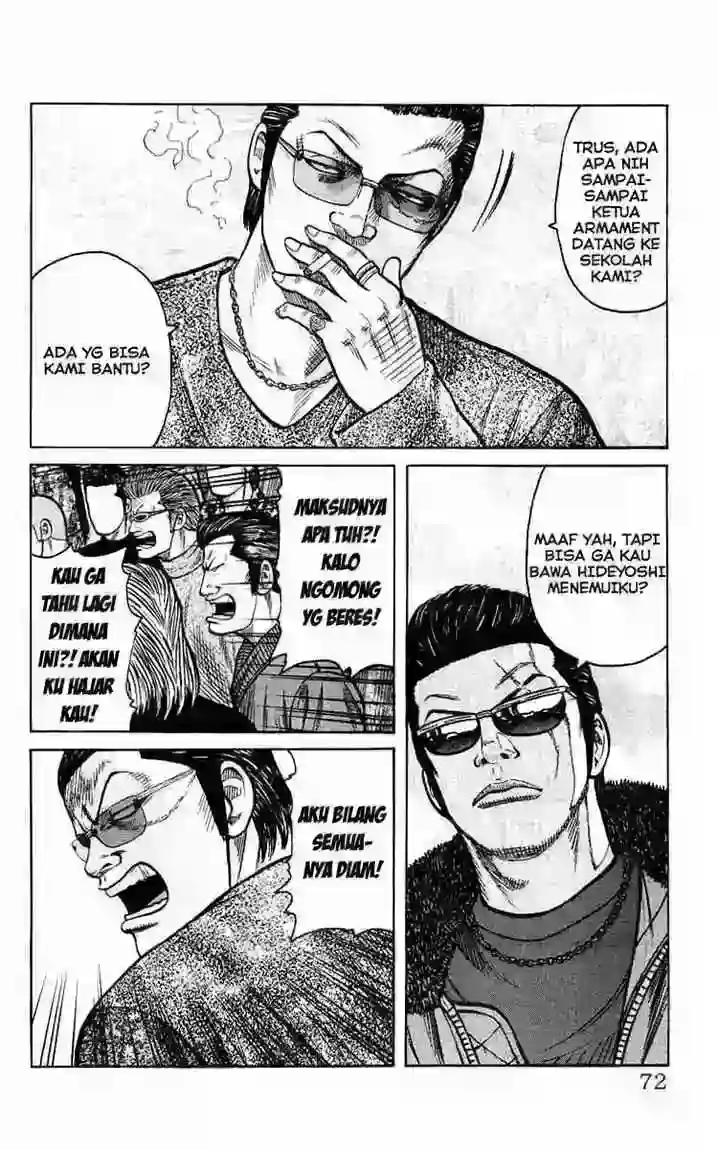 TRUS, ADA
APA NIH
SAMPAI-
SAMPAI
KETUA
ARMAMENT
DATANG KE
SEKOLAH
KAMI?
ADA YG BISA
KAMI BANTU?
MAAF YAH, TAPI
BISA GA KAU
BAWA HIDEYOSHI
MENEMUIKU?
MAKSUDNYA
APA TUH?!
KALO
NGOMONG
YG BERES!
KAU GA
TAHU LAGI
DIMANA
INI?! AKAN
KU HAJAR
KAU!
AKU BILANG
SEMUA-
NYA DIAM!
72